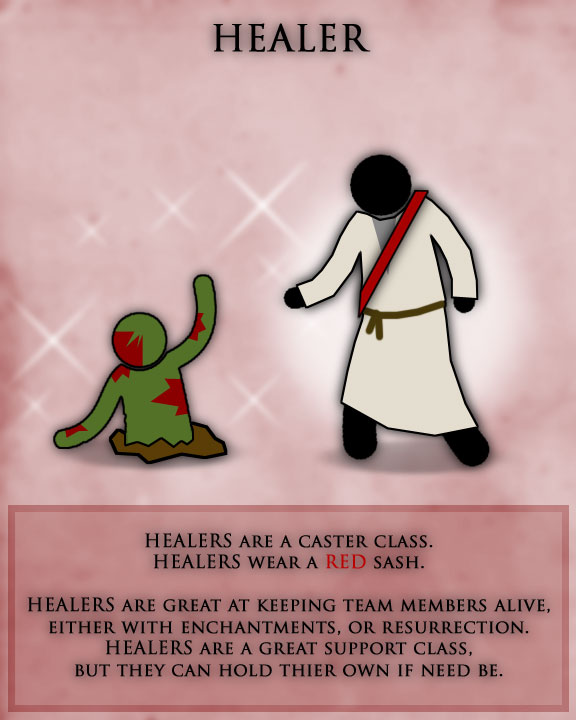 HEALER
HEALERS ARE A CASTER CLASS.
HEALERS WEAR A RED SASH.
HEALERS ARE GREAT AT KEEPING TEAM MEMBERS ALIVE,
EITHER WITH ENCHANTMENTS, OR RESURRECTION.
HEALERS ARE A GREAT SUPPORT CLASS,
BUT THEY CAN HOLD THIER OWN IF NEED BE.